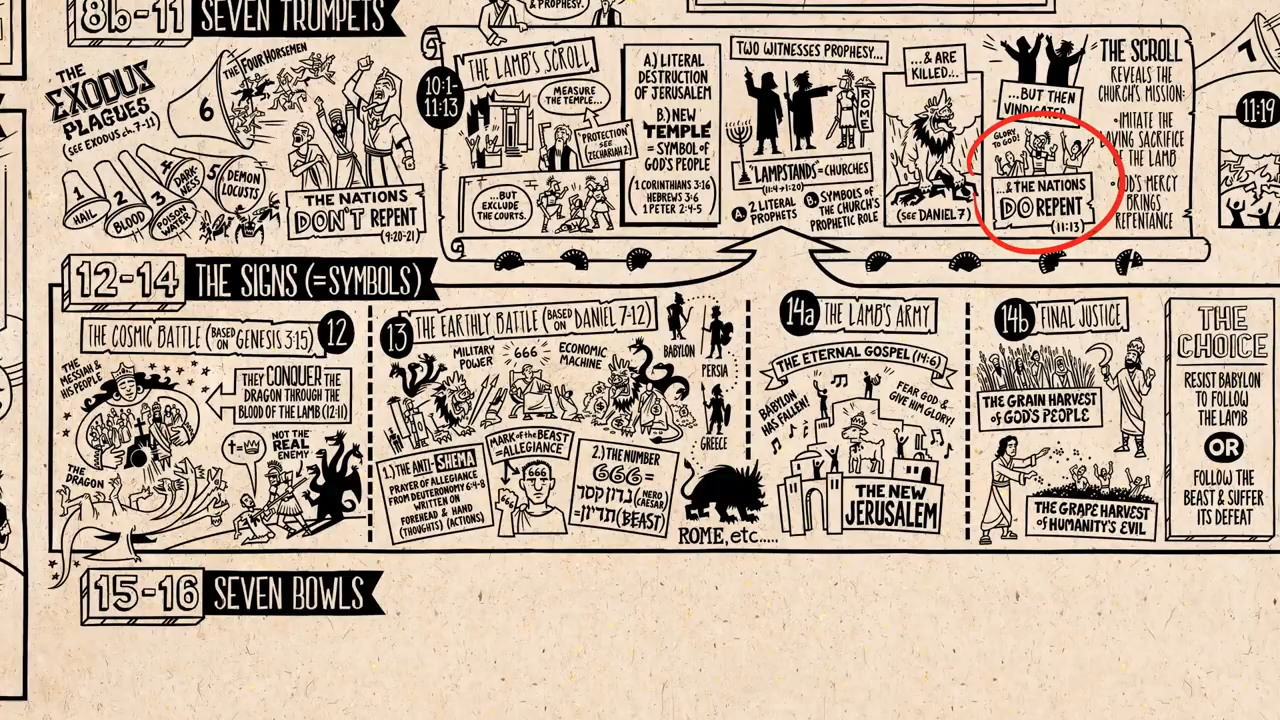 & PROPHESY.
8b-11 SEVEN TRUMPETS
THE
EXODUS
PLAGUES
(SEE EXODUS ch. 7-11)
THE FOUR HORSEMEN
6
1
HAIL
2
BLOOD
3
POISON
WATER
4
DARK
NESS
5
DEMON
LOCUSTS
THE NATIONS
DON'T REPENT
(9:20-21)
10:1-
11:13
THE LAMB'S SCROLL
MEASURE
THE TEMPLE...
"PROTECTION"
SEE
ZECHARIAH 2
...BUT
EXCLUDE
THE COURTS.
A.) LITERAL
DESTRUCTION
OF JERUSALEM
B.) NEW
TEMPLE
= SYMBOL OF
GOD'S PEOPLE
1 CORINTHIANS 3:16
HEBREWS 3:6
1 PETER 2:4-5
TWO WITNESSES PROPHESY...
ROME
"LAMPSTANDS" = CHURCHES
(11:4→1:20)
A 2 LITERAL
PROPHETS
B. SYMBOLS OF
THE CHURCH'S
PROPHETIC ROLE
...& ARE
KILLED...
(see DANIEL 7)
...BUT THEN
VINDICATED
GLORY
TO GOD!
...& THE NATIONS
DO REPENT
(11:13)
THE SCROLL
REVEALS THE
CHURCH'S MISSION:
•IMITATE THE
LOVING SACRIFICE
OF THE LAMB
•GOD'S MERCY
BRINGS
REPENTANCE
7
11:19
12-14 THE SIGNS (=SYMBOLS)
THE COSMIC BATTLE (BASED ON GENESIS 3:15) 12
THE
MESSIAH &
HIS PEOPLE
THEY CONQUER THE
DRAGON THROUGH THE
BLOOD OF THE LAMB (12:11)
NOT THE
REAL
ENEMY
THE
DRAGON
13 THE EARTHLY BATTLE (BASED ON DANIEL 7-12)
MILITARY
POWER
666
ECONOMIC
MACHINE
1.) THE ANTI-SHEMA
PRAYER OF ALLEGIANCE
FROM DEUTERONOMY 6:4-8
WRITTEN ON
FOREHEAD & HAND
(THOUGHTS) (ACTIONS)
MARK of the BEAST
=ALLEGIANCE
666
666
2.) THE NUMBER
666=
נרון קסר (NERO CAESAR)
=תריון (BEAST)
BABYLON
PERSIA
GREECE
ROME, etc.....
14a THE LAMB'S ARMY
THE ETERNAL GOSPEL (14:6)
BABYLON
HAS FALLEN!
FEAR GOD &
GIVE HIM GLORY!
THE NEW
JERUSALEM
14b FINAL JUSTICE
THE GRAIN HARVEST
of GOD'S PEOPLE
THE GRAPE HARVEST
of HUMANITY'S EVIL
THE
CHOICE
RESIST BABYLON
TO FOLLOW
THE LAMB
OR
FOLLOW THE
BEAST & SUFFER
ITS DEFEAT
15-16 SEVEN BOWLS